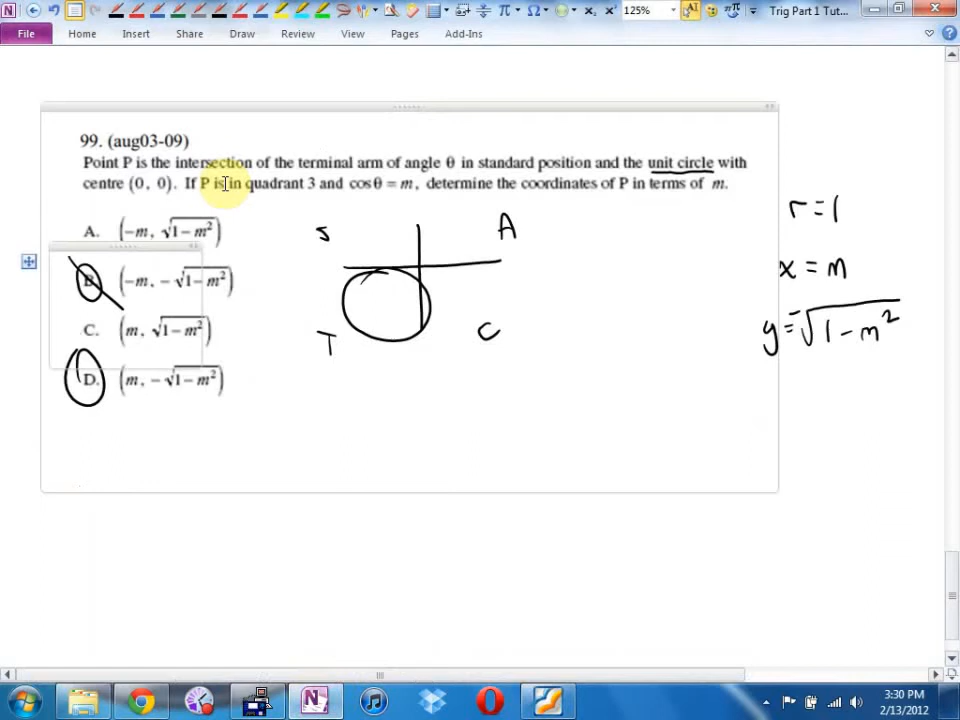 125%
Trig Part 1 Tut...
File Home Insert Share Draw Review View Pages Add-Ins
99. (aug03-09)
Point P is the intersection of the terminal arm of angle θ in standard position and the unit circle with
centre (0, 0). If P is in quadrant 3 and cosθ = m, determine the coordinates of P in terms of m.
A. (−m, √1−m²)
B. (−m, −√1−m²)
C. (m, √1−m²)
D. (m, −√1−m²)
S A
T C
r = 1
x = m
y = −√1−m²
3:30 PM
2/13/2012